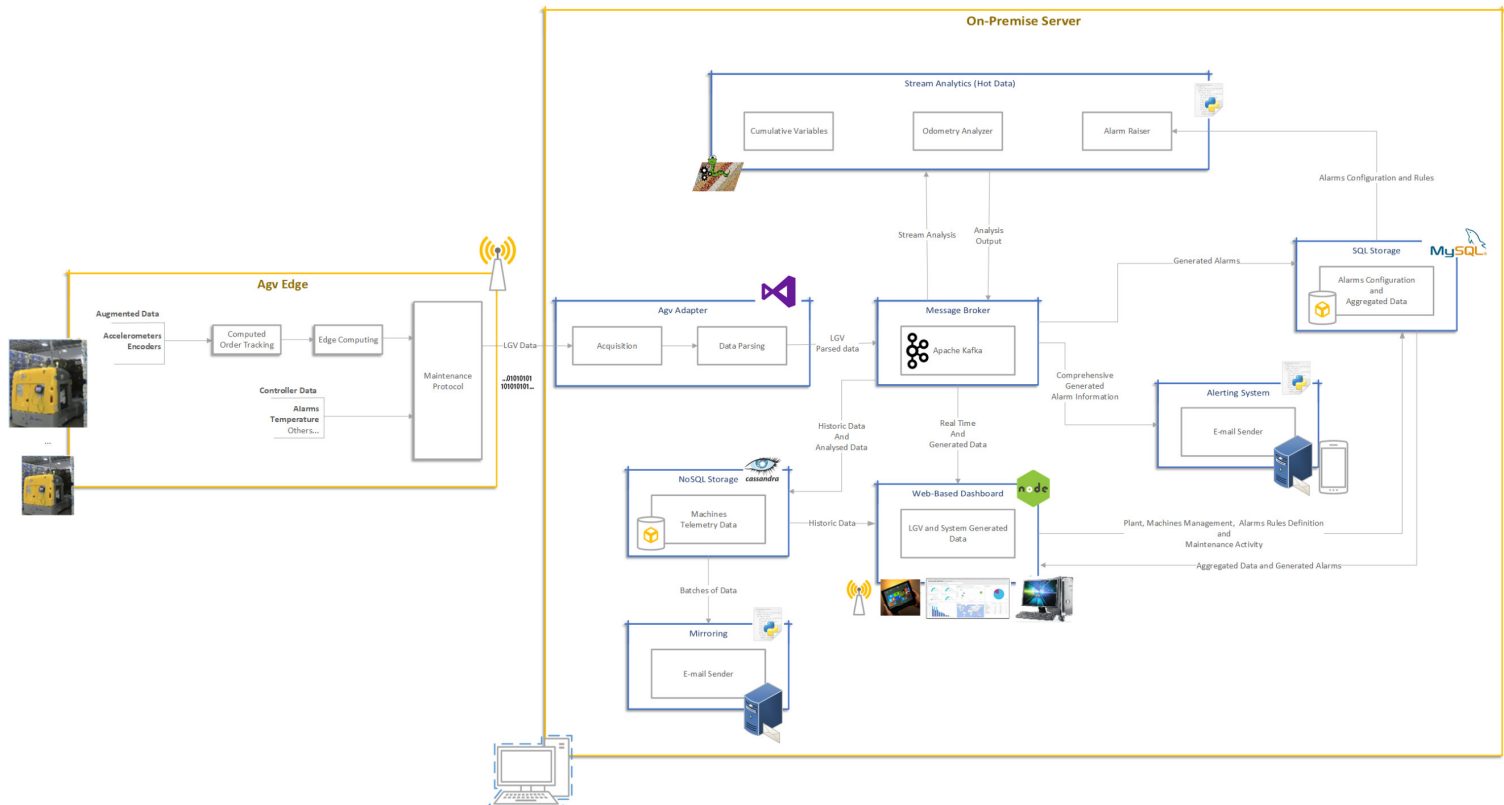 On-Premise Server
Stream Analytics (Hot Data)
Cumulative Variables
Odometry Analyzer
Alarm Raiser
Alarms Configuration and Rules
Stream Analysis
Analysis
Output
Generated Alarms
SQL Storage
MySQL
Alarms Configuration
and
Aggregated Data
Agv Edge
Augmented Data
Accelerometers
Encoders
Computed
Order Tracking
Edge Computing
Controller Data
Alarms
Temperature
Others...
Maintenance
Protocol
...
LGV Data
...01010101
101010101...
Agv Adapter
Acquisition
Data Parsing
LGV
Parsed data
Message Broker
Apache Kafka
Comprehensive
Generated
Alarm Information
Alerting System
E-mail Sender
Historic Data
And
Analysed Data
Real Time
And
Generated Data
NoSQL Storage
cassandra
Machines
Telemetry Data
Historic Data
Web-Based Dashboard
node
LGV and System Generated
Data
Plant, Machines Management, Alarms Rules Definition
and
Maintenance Activity
Aggregated Data and Generated Alarms
Batches of Data
Mirroring
E-mail Sender